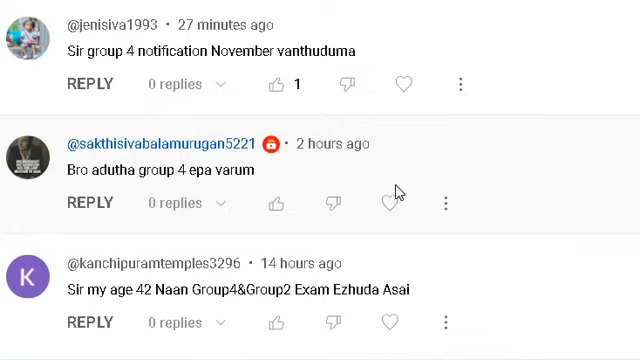 @jenisiva1993 • 27 minutes ago
Sir group 4 notification November vanthuduma
REPLY 0 replies 1
@sakthisivabalamurugan5221 • 2 hours ago
Bro adutha group 4 epa varum
REPLY 0 replies
K
@kanchipuramtemples3296 • 14 hours ago
Sir my age 42 Naan Group4&Group2 Exam Ezhuda Asai
REPLY 0 replies